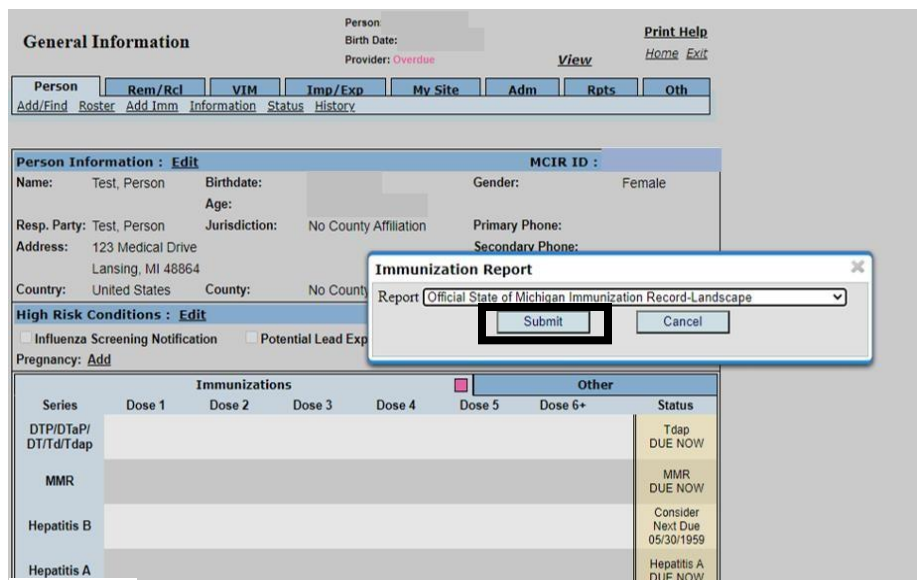 General Information
Person:
Birth Date:
Provider: Overdue
View
Print Help
Home Exit
Person Rem/Rcl VIM Imp/Exp My Site Adm Rpts Oth
Add/Find Roster Add Imm Information Status History
Person Information : Edit MCIR ID :
Name: Test, Person Birthdate: Gender: Female
Age:
Resp. Party: Test, Person Jurisdiction: No County Affiliation Primary Phone:
Address: 123 Medical Drive Secondary Phone:
Lansing, MI 48864
Country: United States County: No County
Immunization Report
Report Official State of Michigan Immunization Record-Landscape
Submit Cancel
High Risk Conditions : Edit
Influenza Screening Notification Potential Lead Exp
Pregnancy: Add
Immunizations Other
Series Dose 1 Dose 2 Dose 3 Dose 4 Dose 5 Dose 6+ Status
DTP/DTaP/
DT/Td/Tdap
Tdap
DUE NOW
MMR
MMR
DUE NOW
Hepatitis B
Consider
Next Due
05/30/1959
Hepatitis A
Hepatitis A
DUE NOW